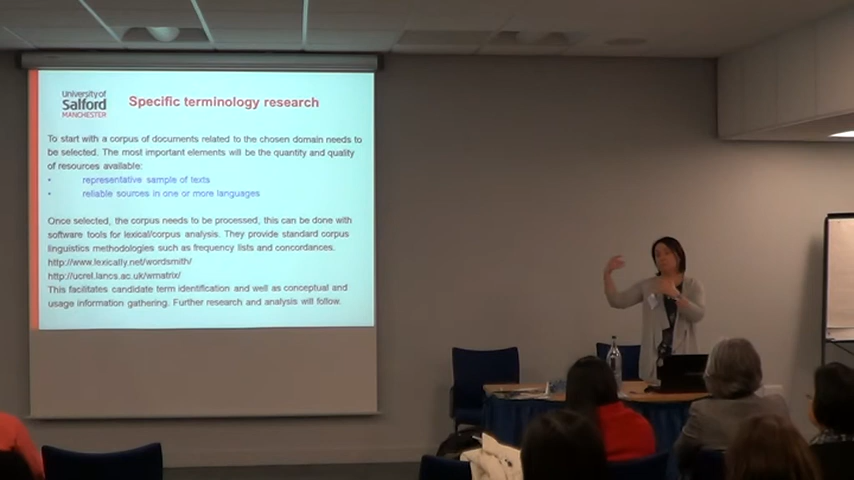 University of
Salford
MANCHESTER
Specific terminology research
To start with a corpus of documents related to the chosen domain needs to
be selected. The most important elements will be the quantity and quality
of resources available:
• representative sample of texts
• reliable sources in one or more languages
Once selected, the corpus needs to be processed, this can be done with
software tools for lexical/corpus analysis. They provide standard corpus
linguistics methodologies such as frequency lists and concordances.
http://www.lexically.net/wordsmith/
http://ucrel.lancs.ac.uk/wmatrix/
This facilitates candidate term identification and well as conceptual and
usage information gathering. Further research and analysis will follow.